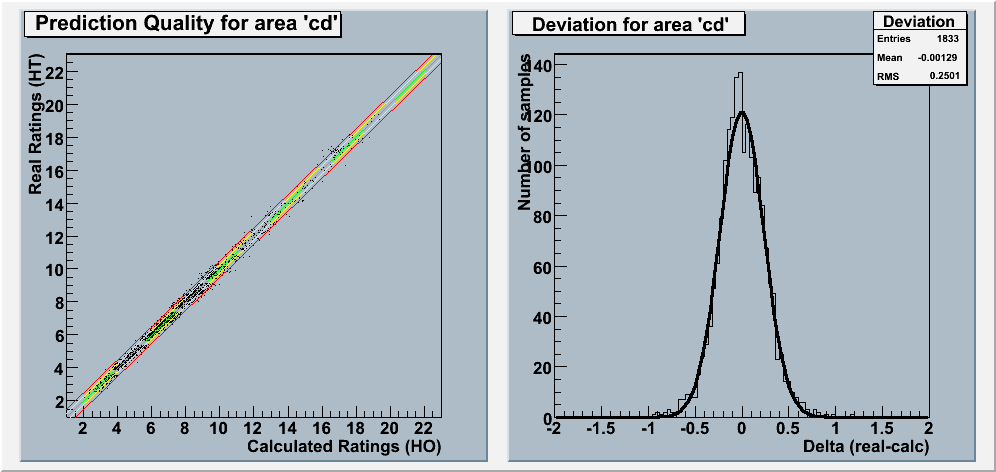 Prediction Quality for area 'cd'
Real Ratings (HT)
22
20
18
16
14
12
10
8
6
4
2
2 4 6 8 10 12 14 16 18 20 22
Calculated Ratings (HO)
Deviation for area 'cd'
Deviation
Entries 1833
Mean -0.00129
RMS 0.2501
Number of samples
140
120
100
80
60
40
20
0
-2 -1.5 -1 -0.5 0 0.5 1 1.5 2
Delta (real-calc)